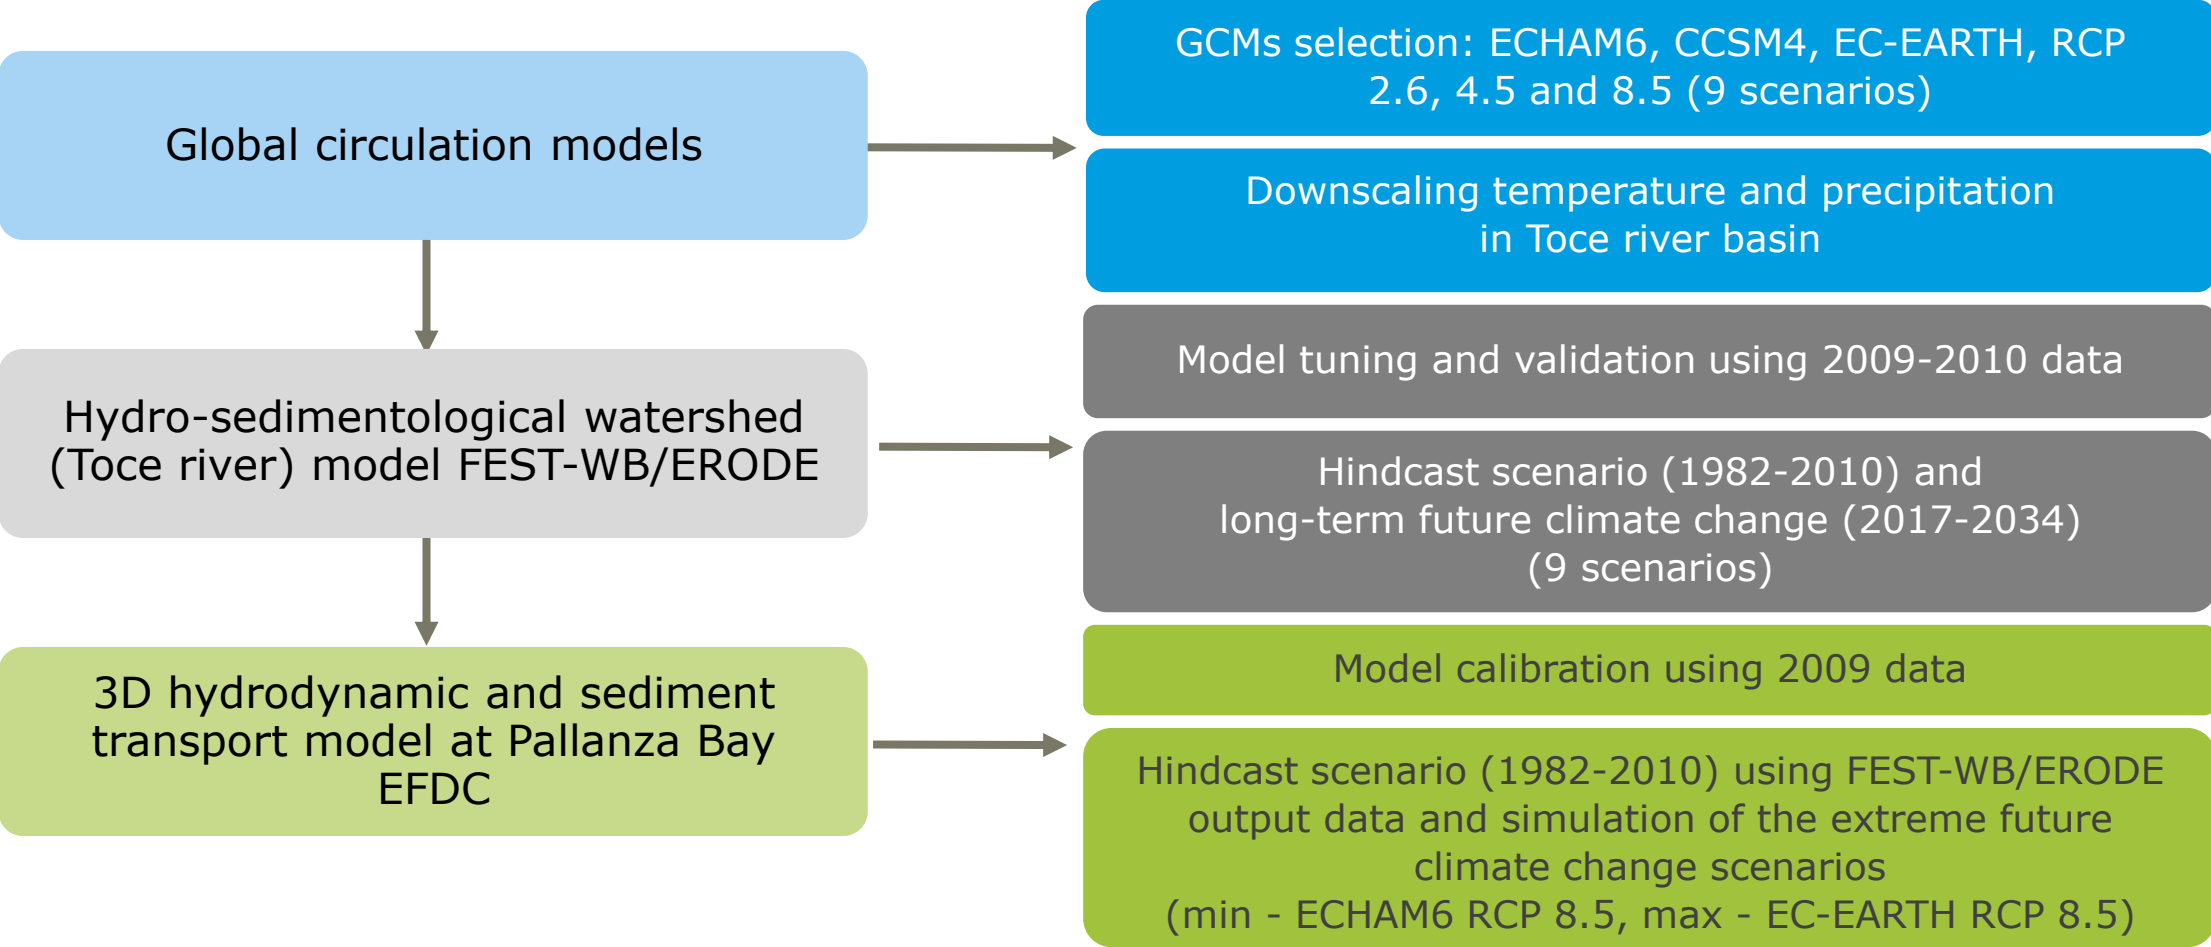 Global circulation models
GCMs selection: ECHAM6, CCSM4, EC-EARTH, RCP
2.6, 4.5 and 8.5 (9 scenarios)
Downscaling temperature and precipitation
in Toce river basin
Hydro-sedimentological watershed
(Toce river) model FEST-WB/ERODE
Model tuning and validation using 2009-2010 data
Hindcast scenario (1982-2010) and
long-term future climate change (2017-2034)
(9 scenarios)
3D hydrodynamic and sediment
transport model at Pallanza Bay
EFDC
Model calibration using 2009 data
Hindcast scenario (1982-2010) using FEST-WB/ERODE
output data and simulation of the extreme future
climate change scenarios
(min - ECHAM6 RCP 8.5, max - EC-EARTH RCP 8.5)